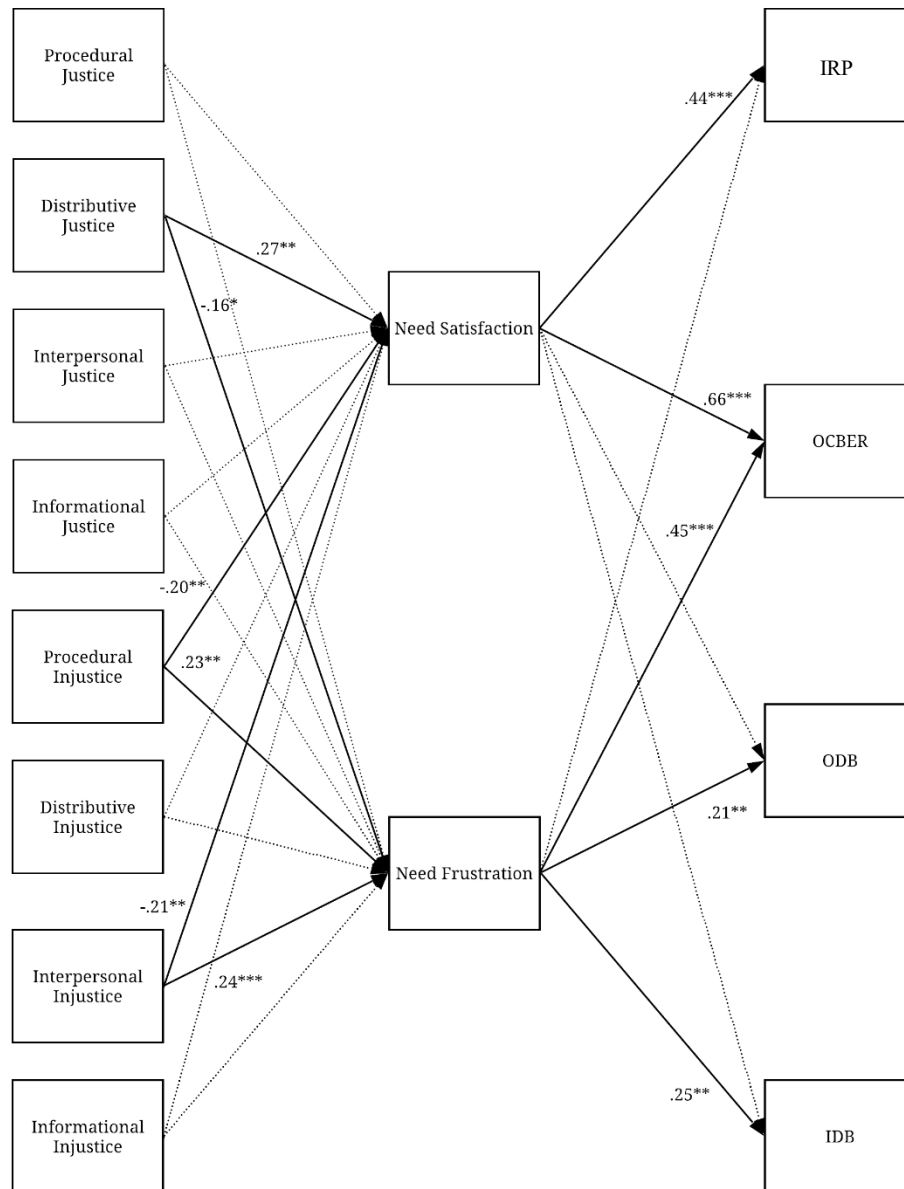 Procedural
Justice
IRP
.44***
Distributive
Justice
.27**
-.16*
Need Satisfaction
Interpersonal
Justice
.66***
OCBER
Informational
Justice
.45***
-.20**
Procedural
Injustice
.23**
Distributive
Injustice
ODB
.21**
Need Frustration
-.21**
Interpersonal
Injustice
.24***
Informational
Injustice
.25**
IDB